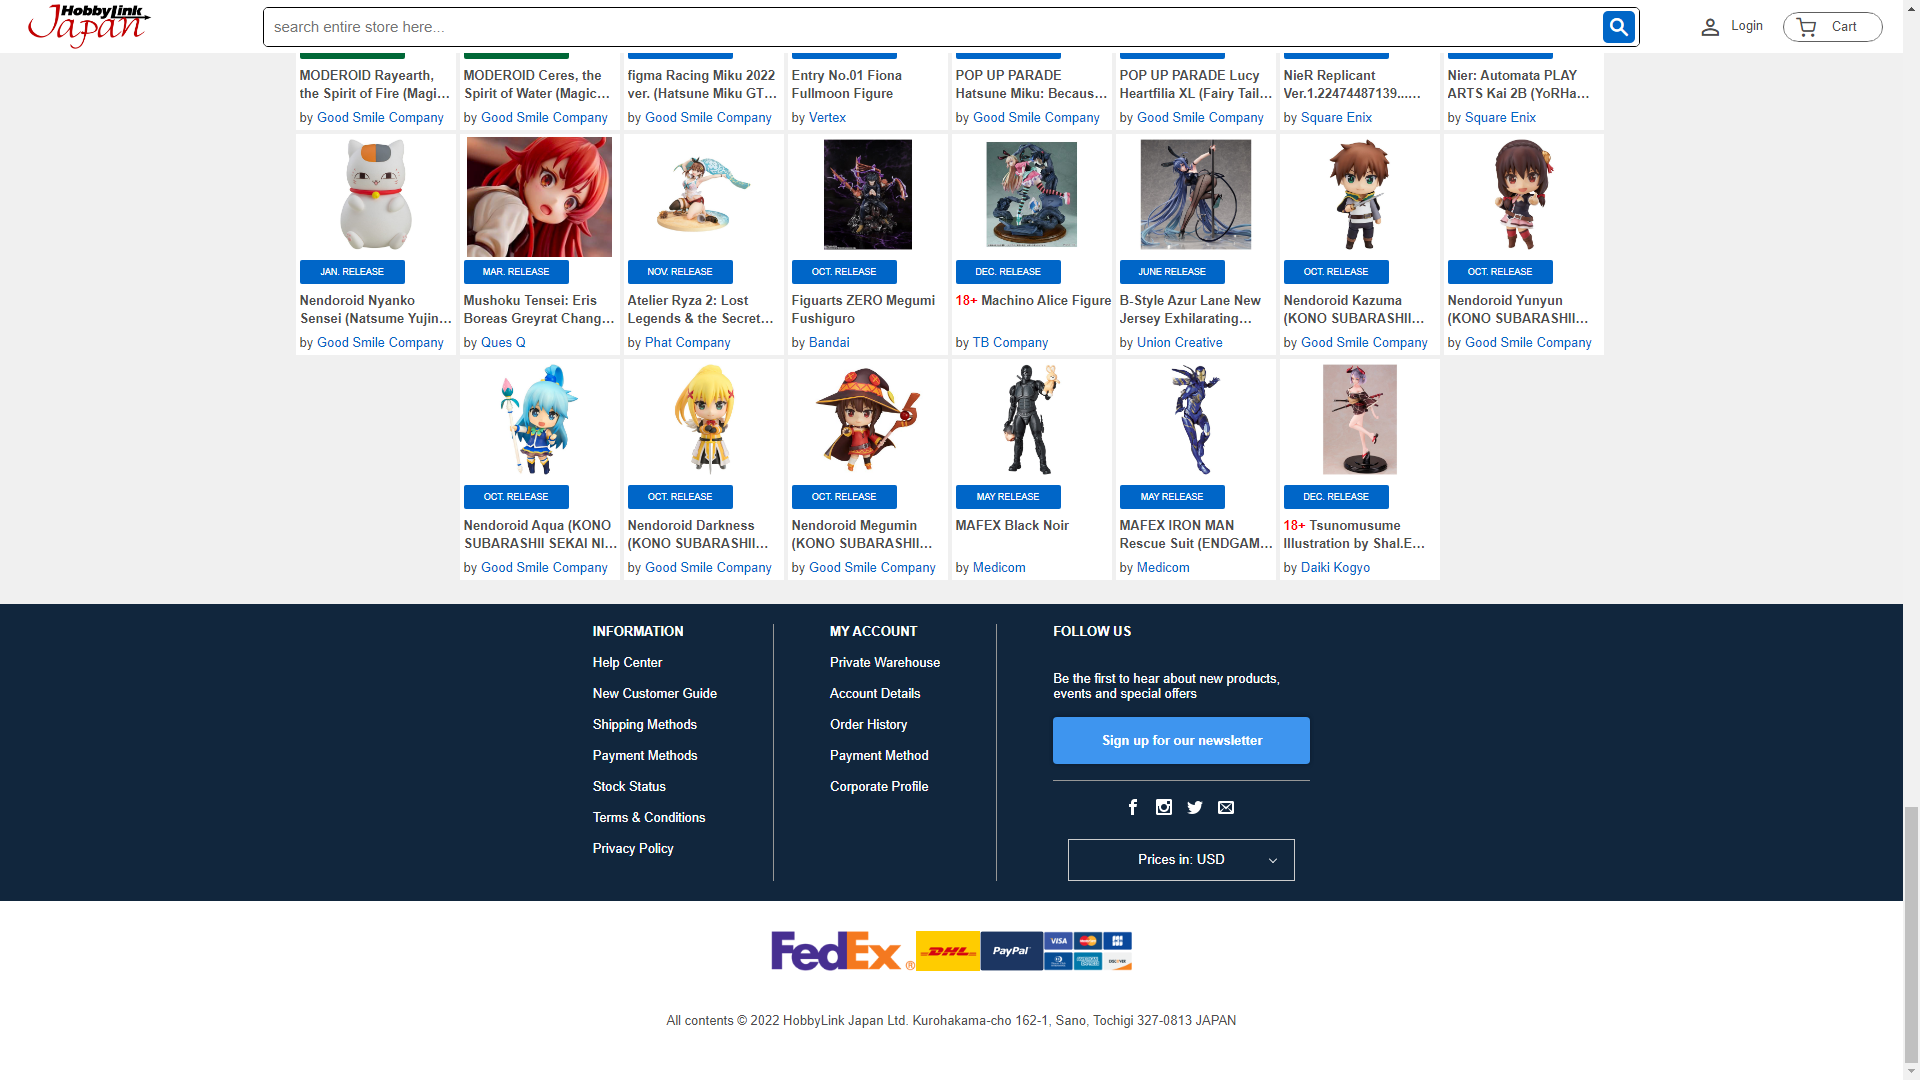 HobbyLink
Japan
search entire store here...
Login
Cart
MODEROID Rayearth,
the Spirit of Fire (Magi...
by Good Smile Company
MODEROID Ceres, the
Spirit of Water (Magic...
by Good Smile Company
figma Racing Miku 2022
ver. (Hatsune Miku GT...
by Good Smile Company
Entry No.01 Fiona
Fullmoon Figure
by Vertex
POP UP PARADE
Hatsune Miku: Becaus...
by Good Smile Company
POP UP PARADE Lucy
Heartfilia XL (Fairy Tail...
by Good Smile Company
NieR Replicant
Ver.1.22474487139......
by Square Enix
Nier: Automata PLAY
ARTS Kai 2B (YoRHa...
by Square Enix
JAN. RELEASE
Nendoroid Nyanko
Sensei (Natsume Yujin...
by Good Smile Company
MAR. RELEASE
Mushoku Tensei: Eris
Boreas Greyrat Chang...
by Ques Q
NOV. RELEASE
Atelier Ryza 2: Lost
Legends & the Secret...
by Phat Company
OCT. RELEASE
Figuarts ZERO Megumi
Fushiguro
by Bandai
DEC. RELEASE
18+ Machino Alice Figure
by TB Company
JUNE RELEASE
B-Style Azur Lane New
Jersey Exhilarating...
by Union Creative
OCT. RELEASE
Nendoroid Kazuma
(KONO SUBARASHII...
by Good Smile Company
OCT. RELEASE
Nendoroid Yunyun
(KONO SUBARASHII...
by Good Smile Company
OCT. RELEASE
Nendoroid Aqua (KONO
SUBARASHII SEKAI NI...
by Good Smile Company
OCT. RELEASE
Nendoroid Darkness
(KONO SUBARASHII...
by Good Smile Company
OCT. RELEASE
Nendoroid Megumin
(KONO SUBARASHII...
by Good Smile Company
MAY RELEASE
MAFEX Black Noir
by Medicom
MAY RELEASE
MAFEX IRON MAN
Rescue Suit (ENDGAM...
by Medicom
DEC. RELEASE
18+ Tsunomusume
Illustration by Shal.E...
by Daiki Kogyo
INFORMATION
Help Center
New Customer Guide
Shipping Methods
Payment Methods
Stock Status
Terms & Conditions
Privacy Policy
MY ACCOUNT
Private Warehouse
Account Details
Order History
Payment Method
Corporate Profile
FOLLOW US
Be the first to hear about new products,
events and special offers
Sign up for our newsletter
Prices in: USD
FedEx®
DHL
PayPal
VISA
JCB
DISCOVER
All contents © 2022 HobbyLink Japan Ltd. Kurohakama-cho 162-1, Sano, Tochigi 327-0813 JAPAN